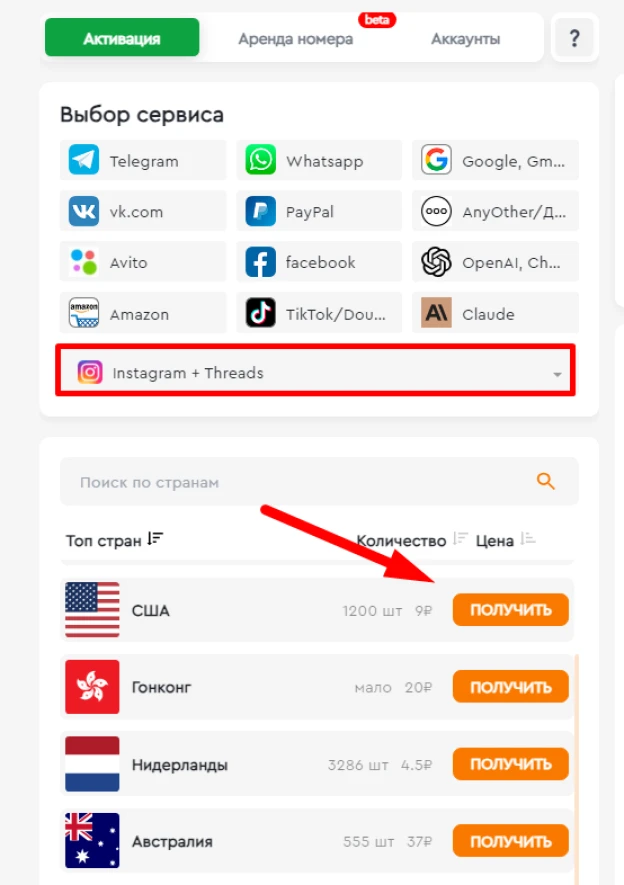 beta
Активация Аренда номера Аккаунты ?
Выбор сервиса
Telegram Whatsapp Google, Gm...
vk.com PayPal AnyOther/Д...
Avito facebook OpenAI, Ch...
amazon Amazon TikTok/Dou... Claude
Instagram + Threads
Поиск по странам
Топ стран Количество Цена
США 1200 шт 9₽ ПОЛУЧИТЬ
Гонконг мало 20₽ ПОЛУЧИТЬ
Нидерланды 3286 шт 4.5₽ ПОЛУЧИТЬ
Австралия 555 шт 37₽ ПОЛУЧИТЬ